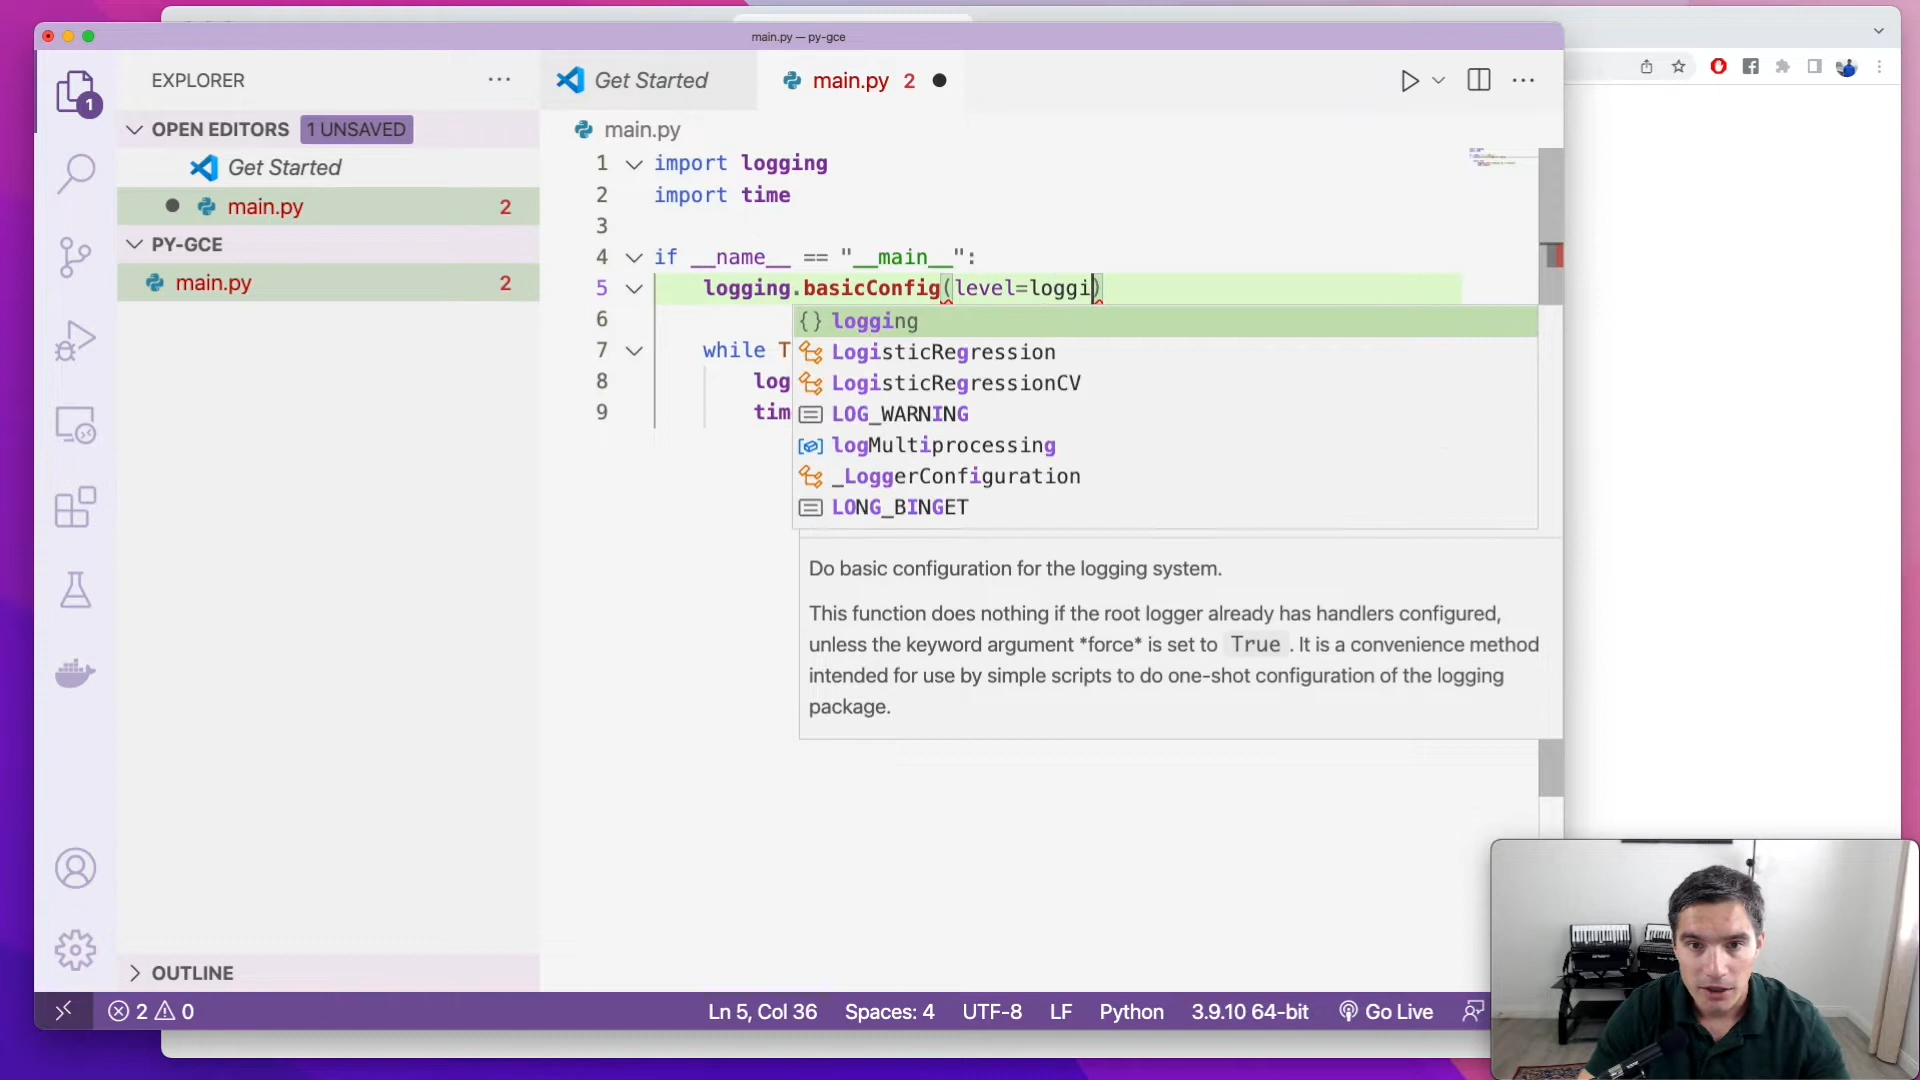 main.py — py-gce
EXPLORER
Get Started
main.py 2
1
OPEN EDITORS 1 UNSAVED
Get Started
main.py 2
PY-GCE
main.py 2
OUTLINE
main.py
1 import logging
2 import time
3
4 if __name__ == "__main__":
5 logging.basicConfig(level=loggi)
6
7 while T
8 log
9 tim
{} logging
LogisticRegression
LogisticRegressionCV
LOG_WARNING
logMultiprocessing
_LoggerConfiguration
LONG_BINGET
Do basic configuration for the logging system.
This function does nothing if the root logger already has handlers configured,
unless the keyword argument *force* is set to True . It is a convenience method
intended for use by simple scripts to do one-shot configuration of the logging
package.
2 0 Ln 5, Col 36 Spaces: 4 UTF-8 LF Python 3.9.10 64-bit Go Live